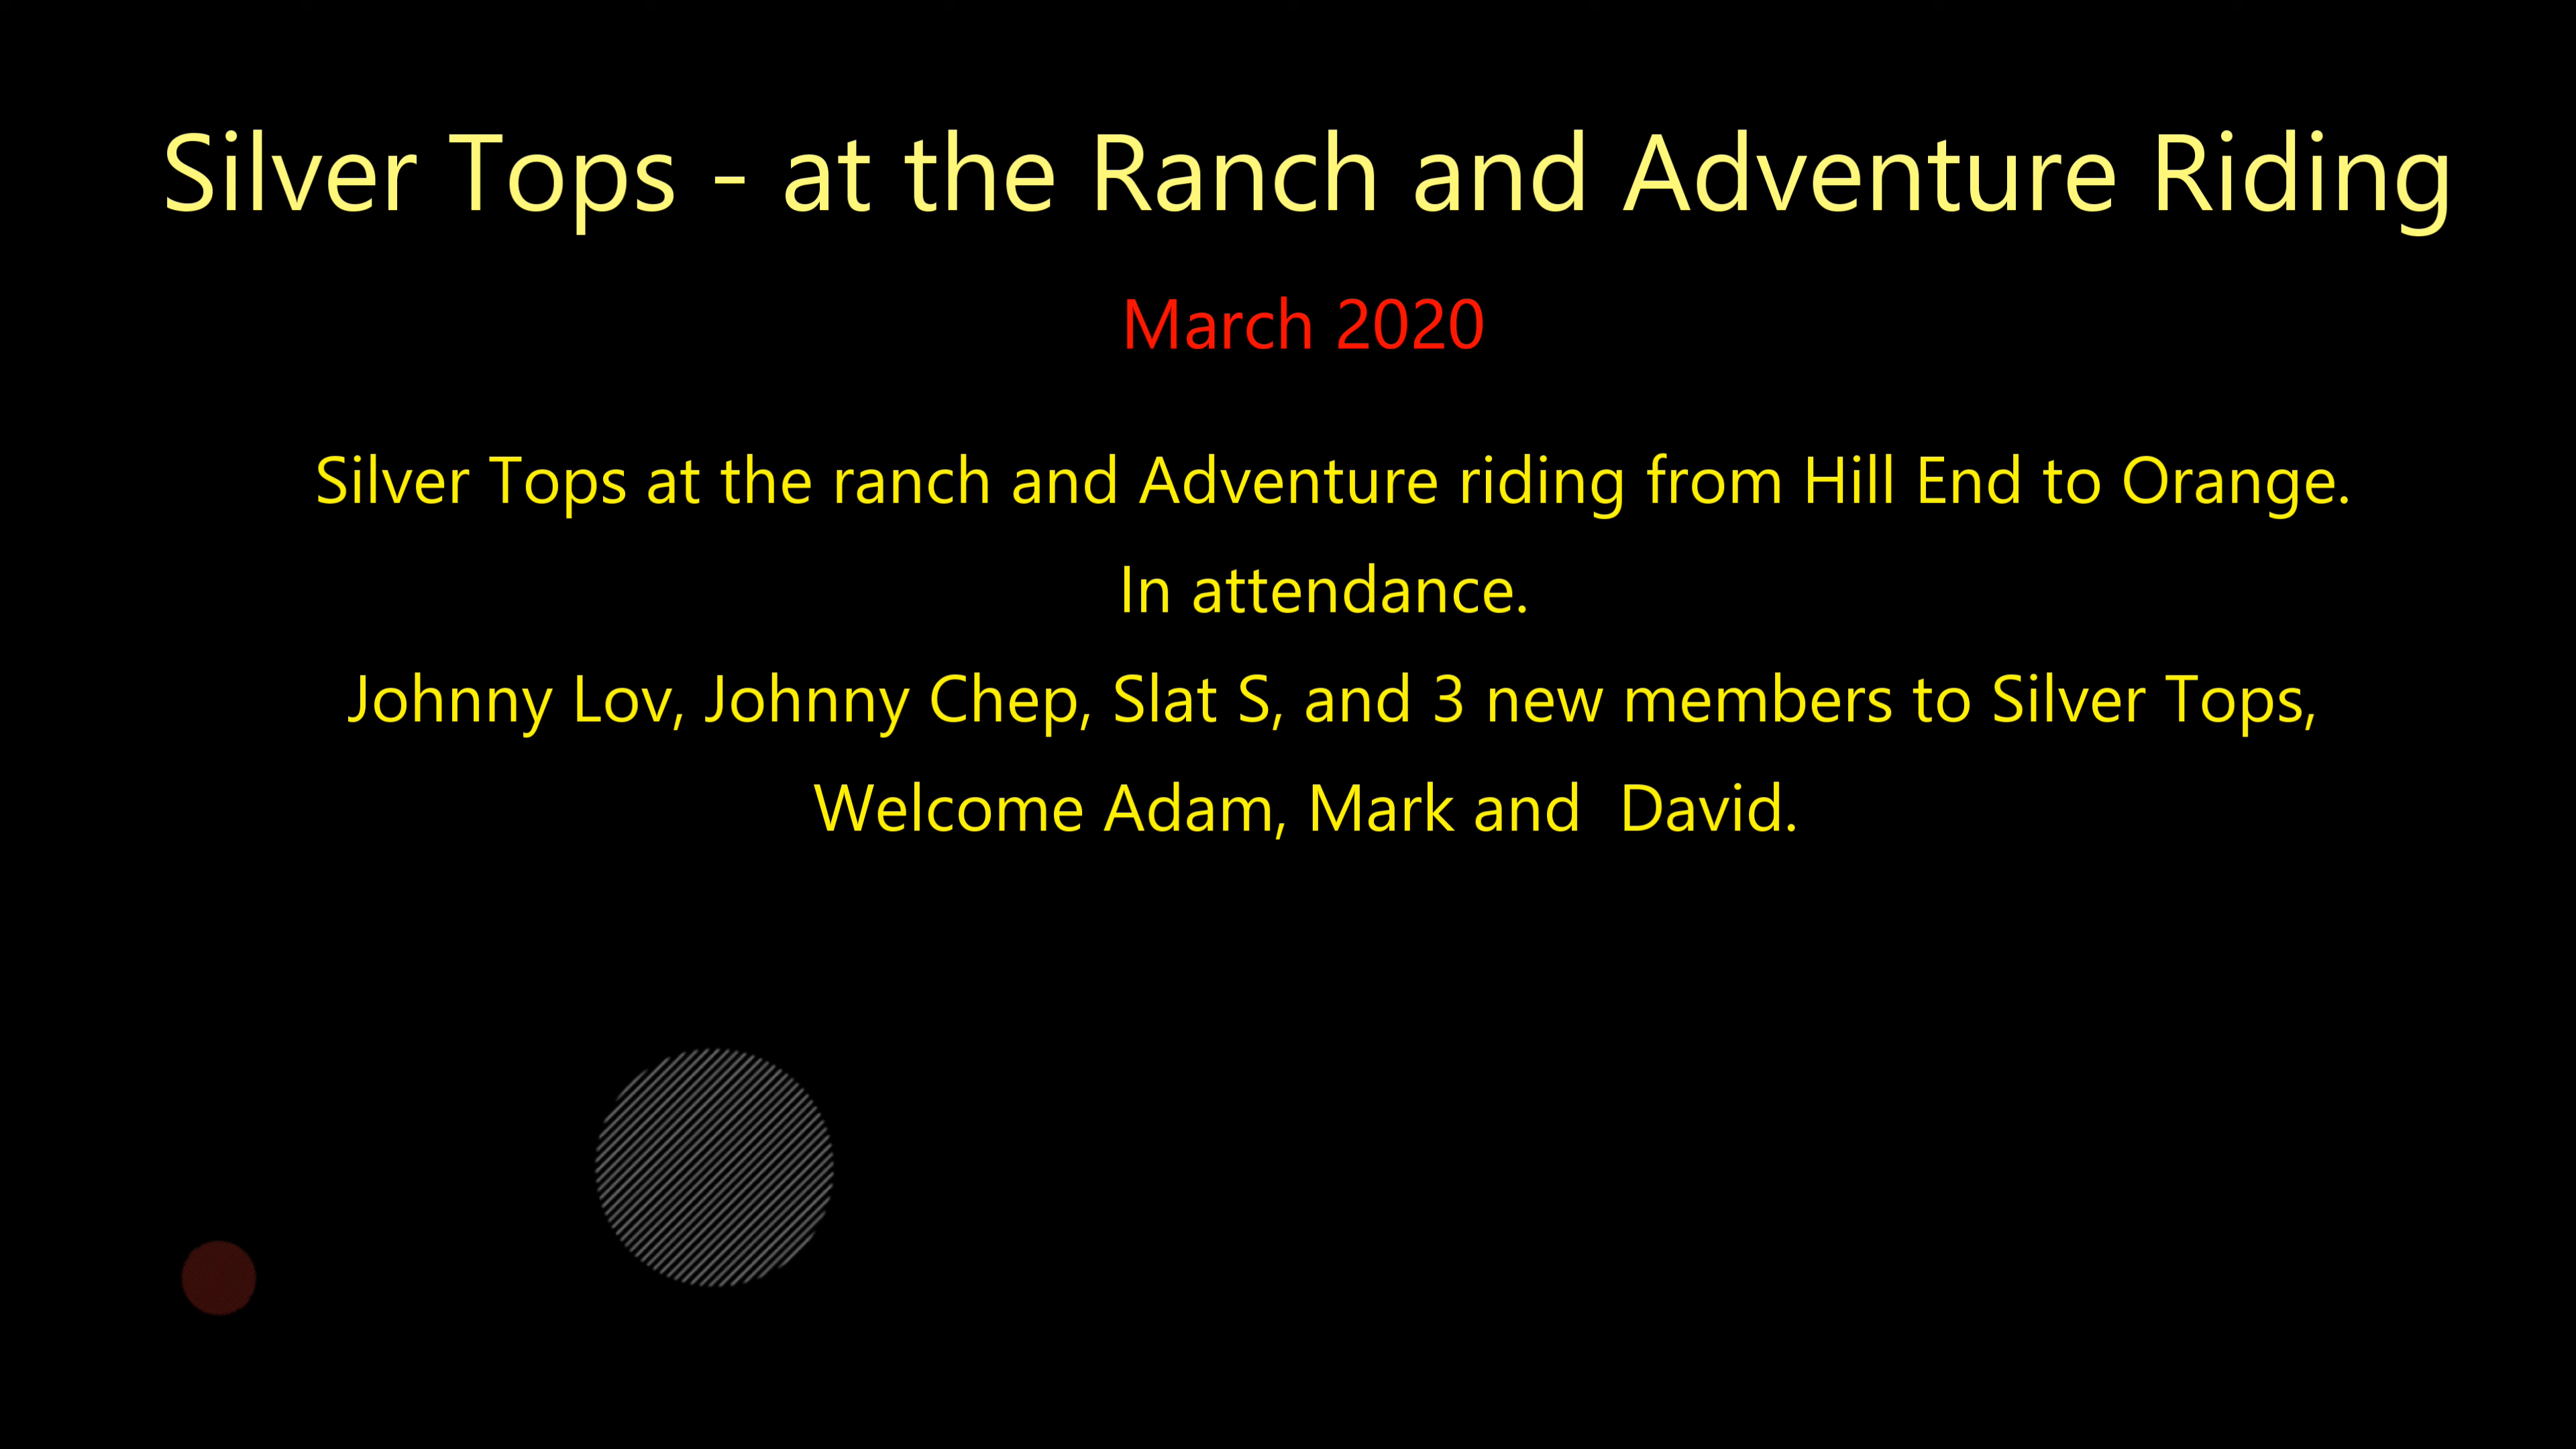 Silver Tops - at the Ranch and Adventure Riding
March 2020
Silver Tops at the ranch and Adventure riding from Hill End to Orange.
In attendance.
Johnny Lov, Johnny Chep, Slat S, and 3 new members to Silver Tops,
Welcome Adam, Mark and  David.